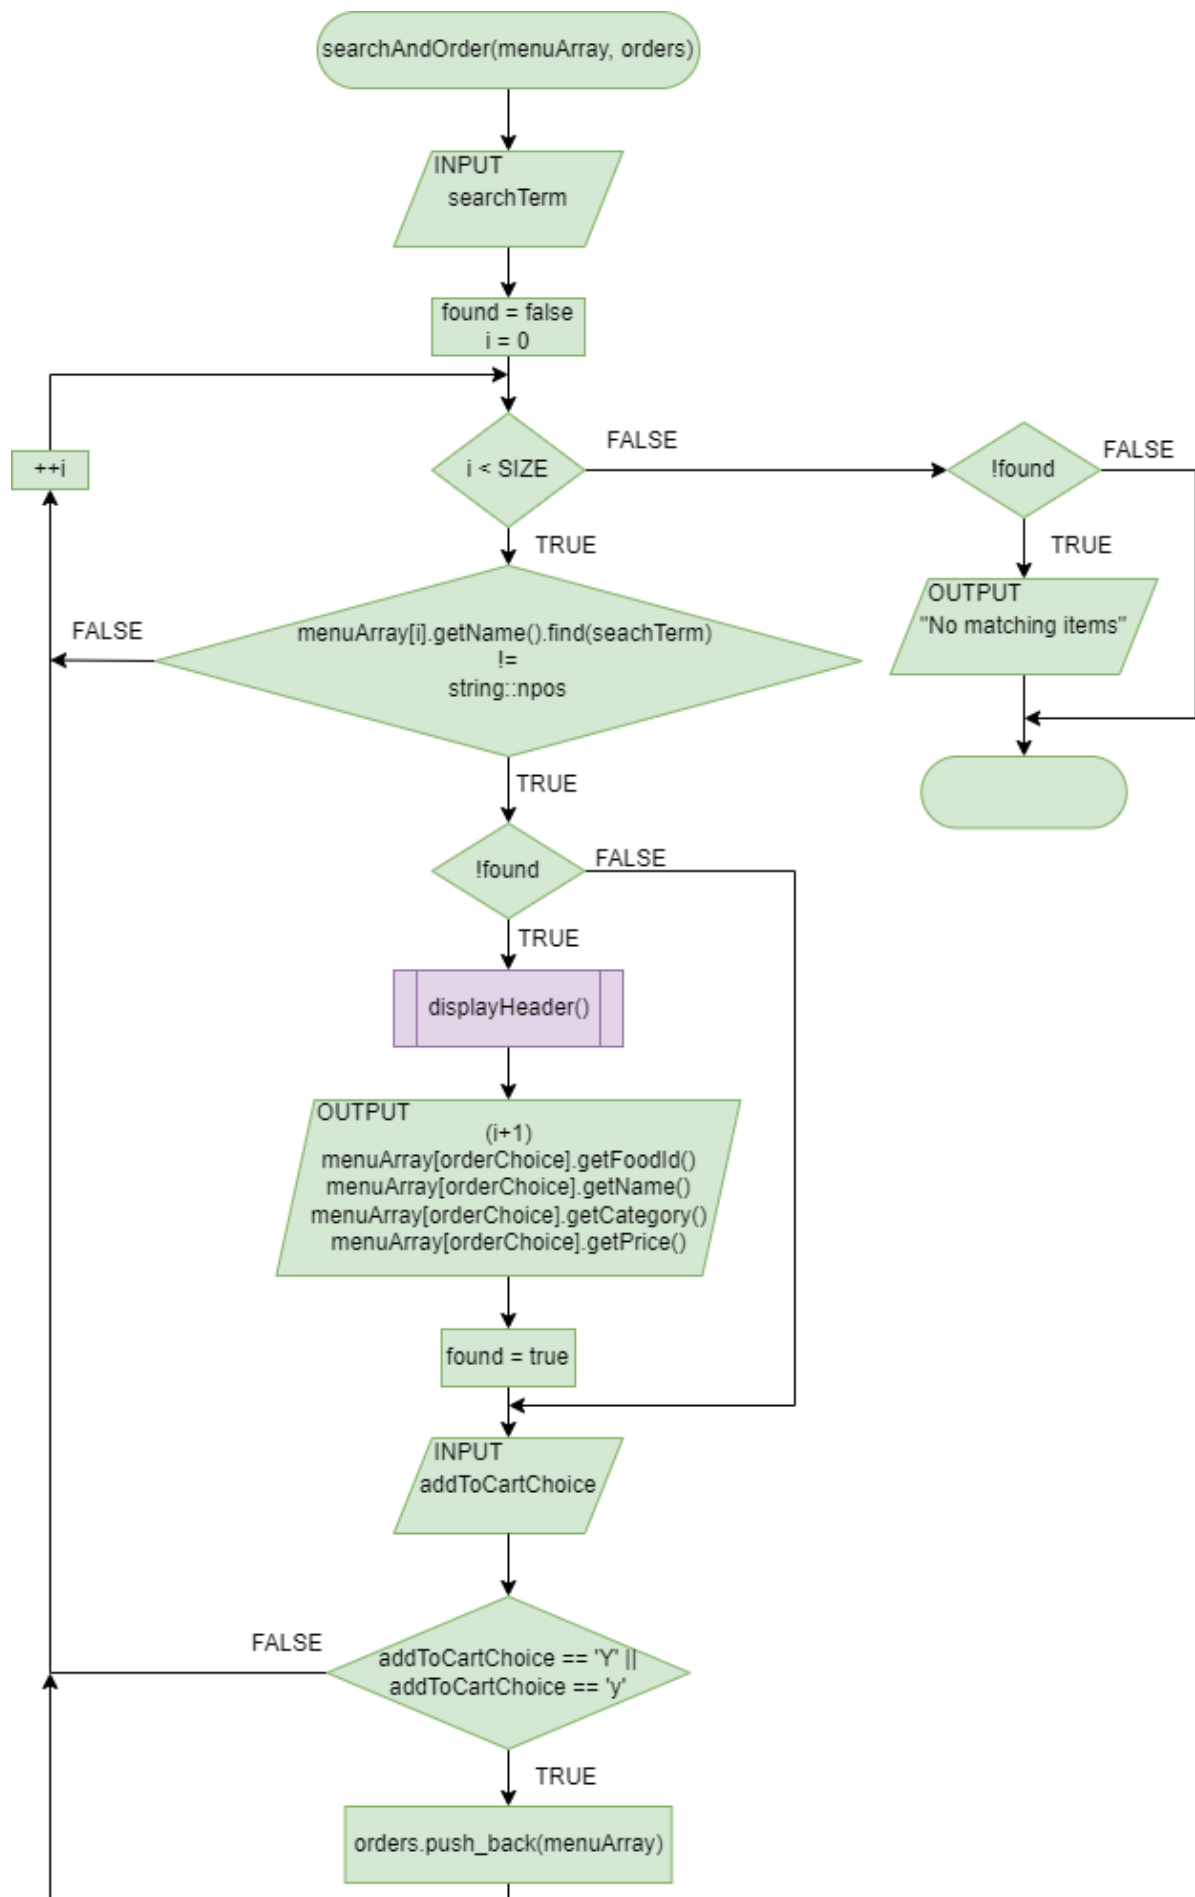 searchAndOrder(menuArray, orders)
INPUT
searchTerm
found = false
i = 0
++i
i < SIZE
FALSE
!found
FALSE
TRUE
TRUE
OUTPUT
"No matching items"
FALSE
menuArray[i].getName().find(seachTerm)
!=
string::npos
TRUE
!found
FALSE
TRUE
displayHeader()
OUTPUT
(i+1)
menuArray[orderChoice].getFoodId()
menuArray[orderChoice].getName()
menuArray[orderChoice].getCategory()
menuArray[orderChoice].getPrice()
found = true
INPUT
addToCartChoice
FALSE
addToCartChoice == 'Y' ||
addToCartChoice == 'y'
TRUE
orders.push_back(menuArray)